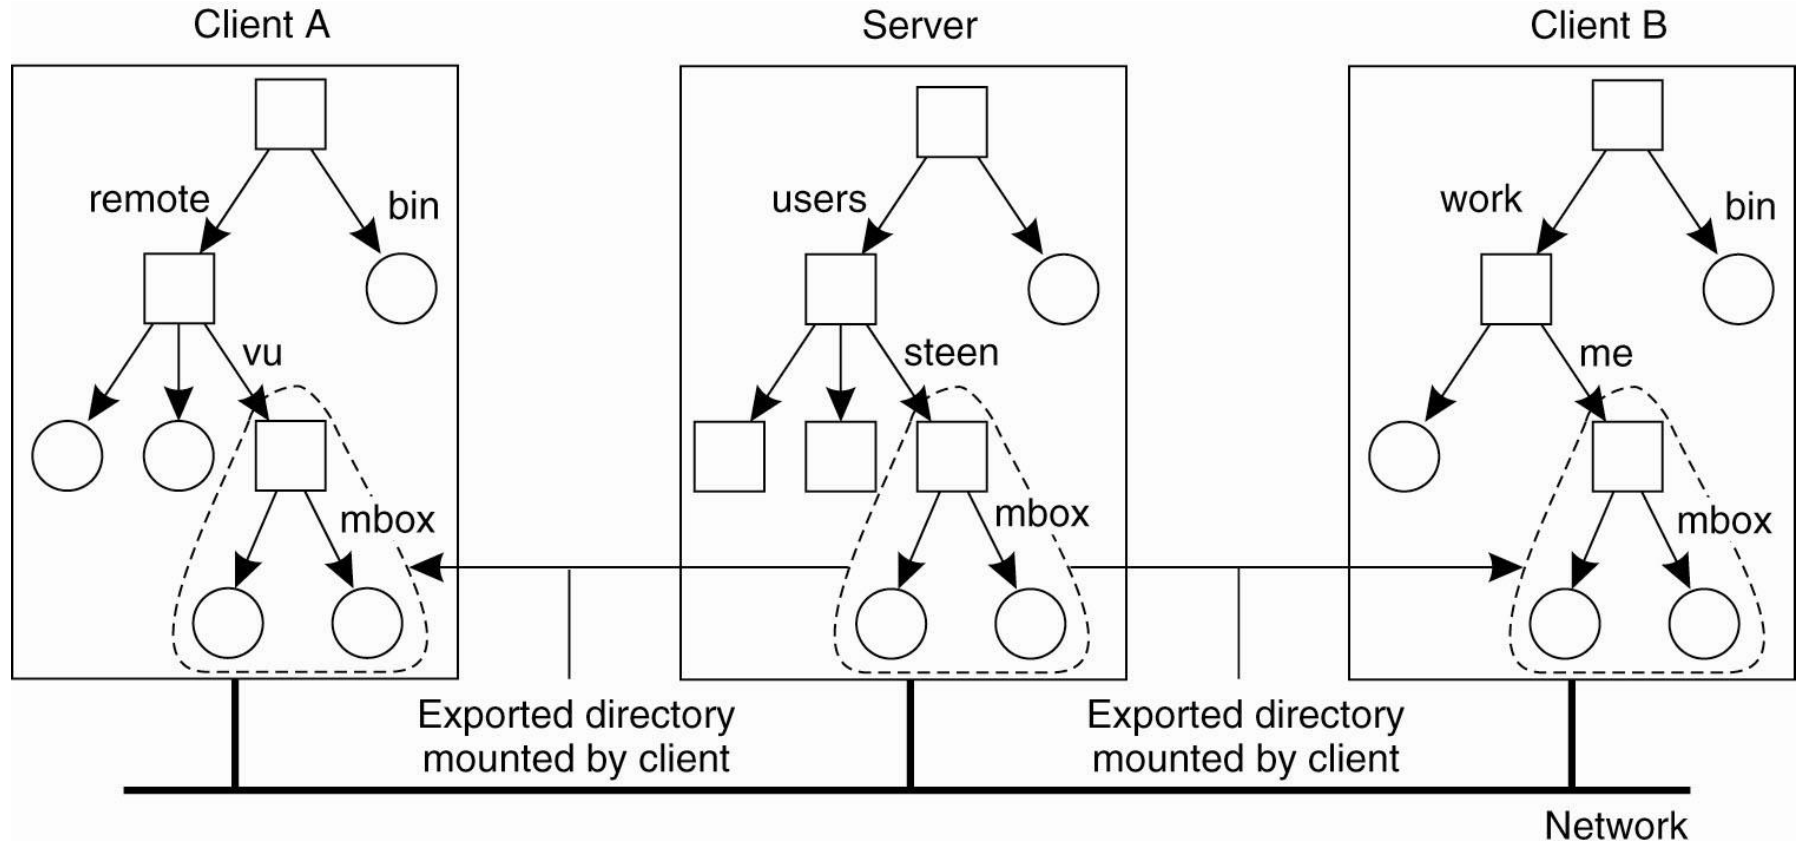 Client A
Server
Client B
remote
bin
users
work
bin
vu
steen
me
mbox
mbox
mbox
Exported directory
mounted by client
Exported directory
mounted by client
Network